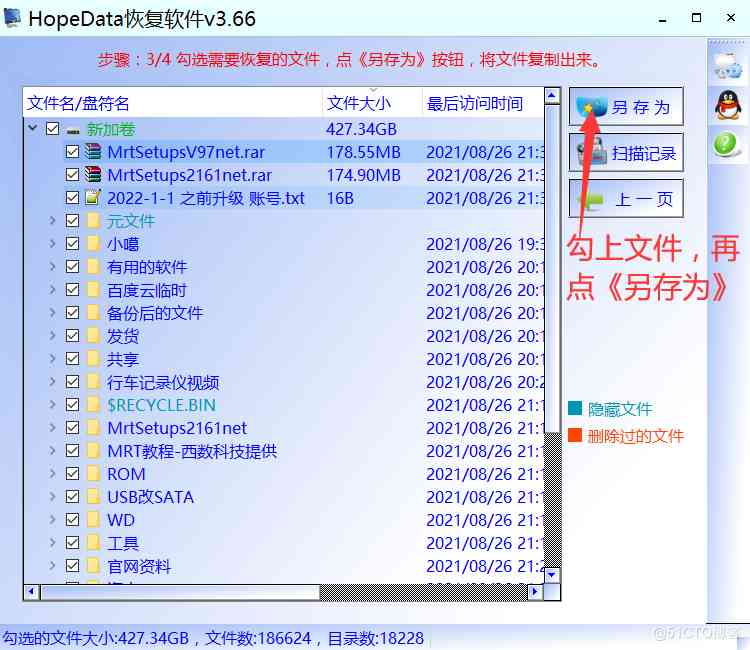 HopeData恢复软件v3.66
步骤：3/4 勾选需要恢复的文件，点《另存为》按钮，将文件复制出来。
文件名/盘符名 文件大小 最后访问时间
新加卷 427.34GB
MrtSetupsV97net.rar 178.55MB 2021/08/26 21:3
MrtSetups2161net.rar 174.90MB 2021/08/26 21:3
2022-1-1 之前升级 账号.txt 16B 2021/08/26 21:3
元文件
小噶 2021/08/26 19:3
有用的软件 2021/08/26 20:1
百度云临时 2021/08/26 20:1
备份后的文件 2021/08/26 20:1
发货 2021/08/26 20:1
共享 2021/08/26 20:1
行车记录仪视频 2021/08/26 20:2
$RECYCLE.BIN 2021/08/26 21:1
MrtSetups2161net 2021/08/26 21:1
MRT教程-西数科技提供 2021/08/26 21:1
ROM 2021/08/26 21:1
USB改SATA 2021/08/26 21:1
WD 2021/08/26 21:1
工具 2021/08/26 21:1
官网资料 2021/08/26 21:2
另 存 为
扫描记录
上 一 页
勾上文件，再
点《另存为》
隐藏文件
删除过的文件
勾选的文件大小:427.34GB，文件数:186624，目录数:18228
@51CTO博客